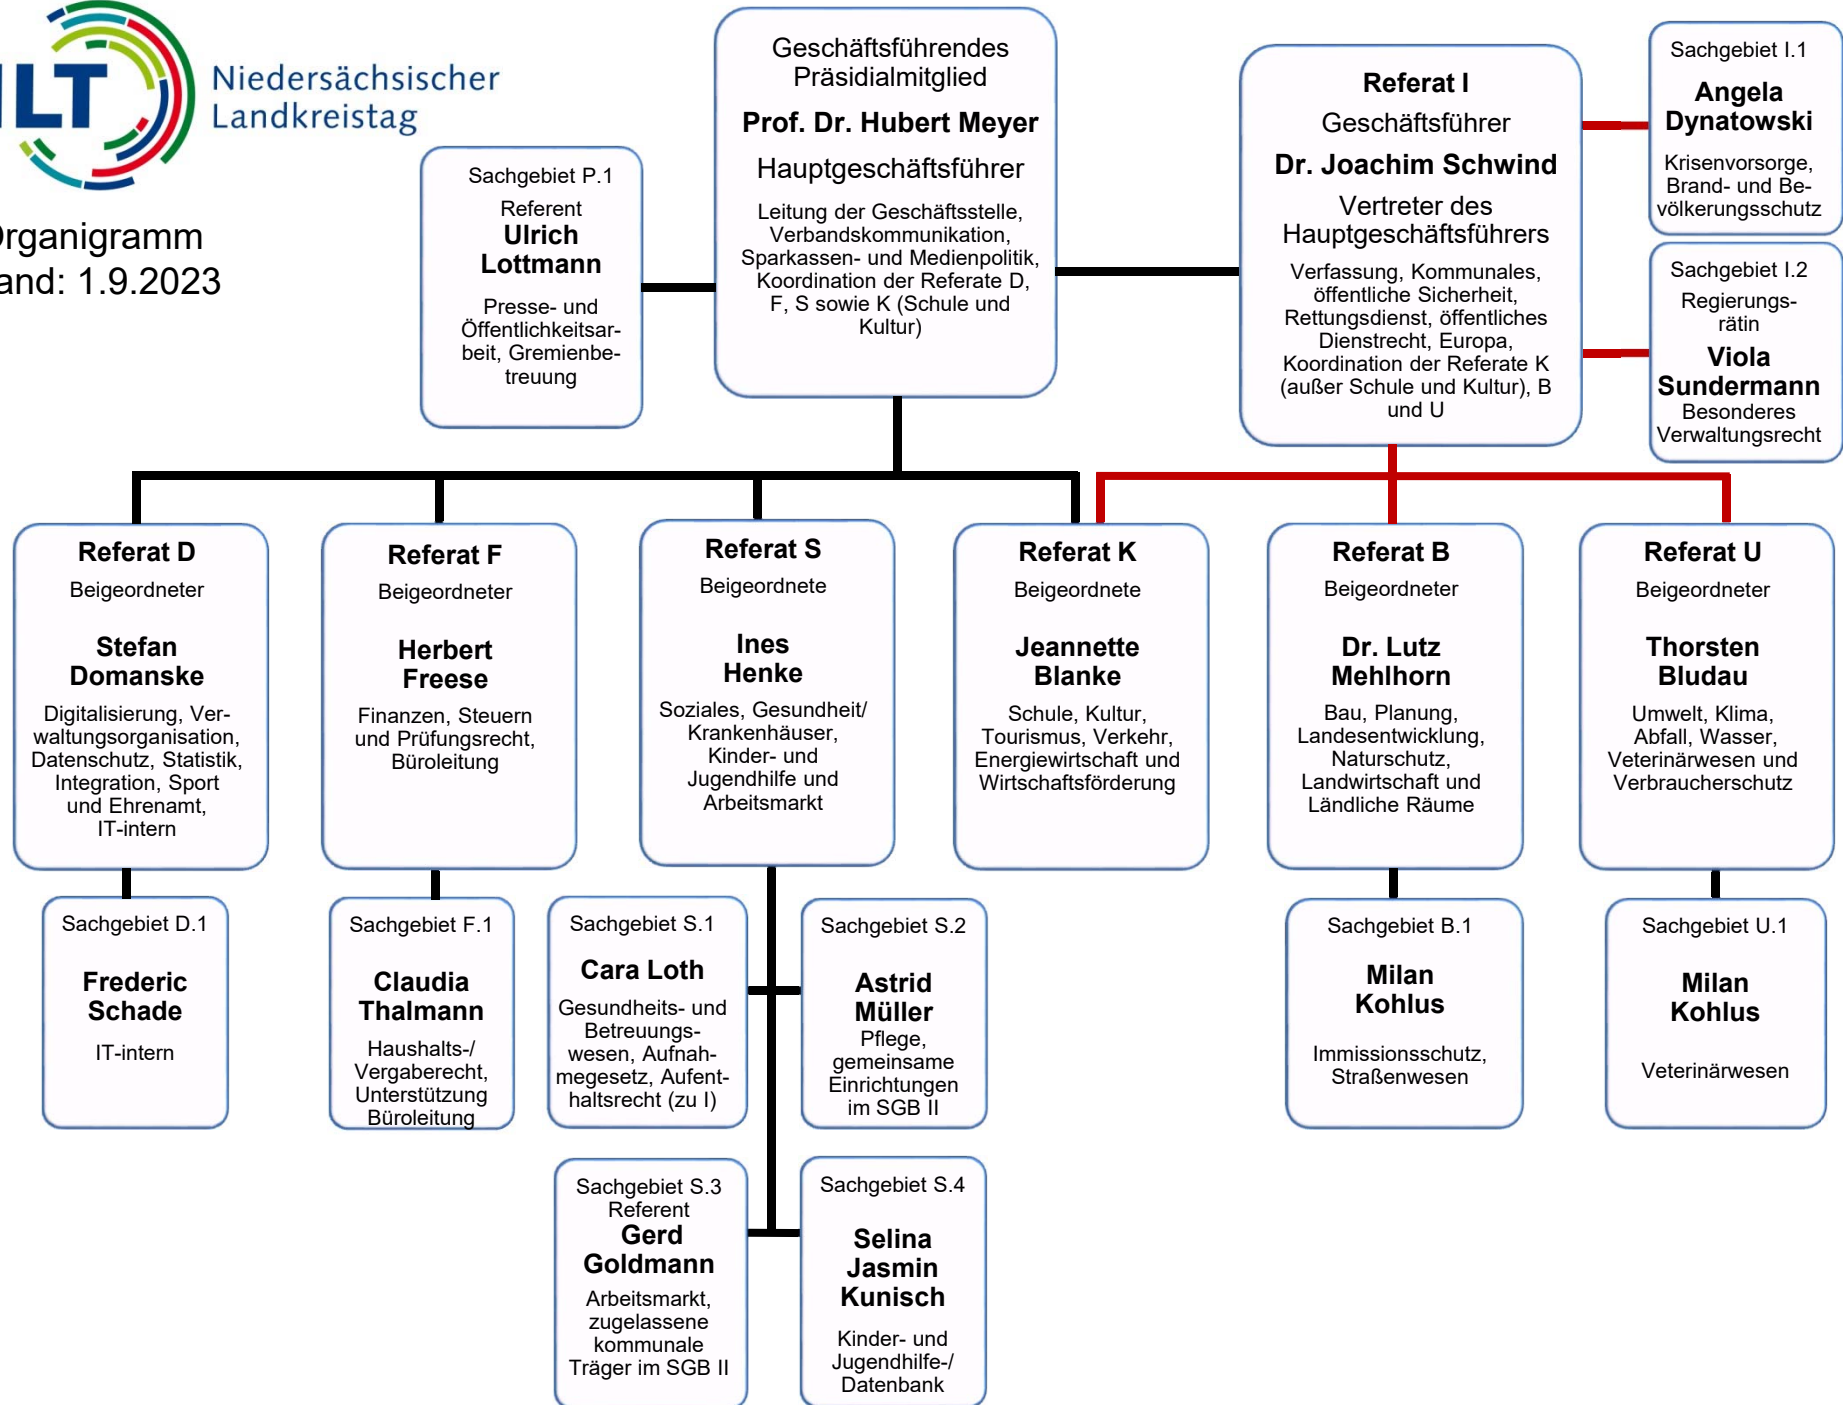 NLT
Niedersächsischer
Landkreistag
Organigramm
Stand: 1.9.2023
Sachgebiet P.1
Referent
Ulrich
Lottmann
Presse- und
Öffentlichkeitsar-
beit, Gremienbe-
treuung
Geschäftsführendes
Präsidialmitglied
Prof. Dr. Hubert Meyer
Hauptgeschäftsführer
Leitung der Geschäftsstelle,
Verbandskommunikation,
Sparkassen- und Medienpolitik,
Koordination der Referate D,
F, S sowie K (Schule und
Kultur)
Referat I
Geschäftsführer
Dr. Joachim Schwind
Vertreter des
Hauptgeschäftsführers
Verfassung, Kommunales,
öffentliche Sicherheit,
Rettungsdienst, öffentliches
Dienstrecht, Europa,
Koordination der Referate K
(außer Schule und Kultur), B
und U
Sachgebiet I.1
Angela
Dynatowski
Krisenvorsorge,
Brand- und Be-
völkerungsschutz
Sachgebiet I.2
Regierungs-
rätin
Viola
Sundermann
Besonderes
Verwaltungsrecht
Referat D
Beigeordneter
Stefan
Domanske
Digitalisierung, Ver-
waltungsorganisation,
Datenschutz, Statistik,
Integration, Sport
und Ehrenamt,
IT-intern
Referat F
Beigeordneter
Herbert
Freese
Finanzen, Steuern
und Prüfungsrecht,
Büroleitung
Referat S
Beigeordnete
Ines
Henke
Soziales, Gesundheit/
Krankenhäuser,
Kinder- und
Jugendhilfe und
Arbeitsmarkt
Referat K
Beigeordnete
Jeannette
Blanke
Schule, Kultur,
Tourismus, Verkehr,
Energiewirtschaft und
Wirtschaftsförderung
Referat B
Beigeordneter
Dr. Lutz
Mehlhorn
Bau, Planung,
Landesentwicklung,
Naturschutz,
Landwirtschaft und
Ländliche Räume
Referat U
Beigeordneter
Thorsten
Bludau
Umwelt, Klima,
Abfall, Wasser,
Veterinärwesen und
Verbraucherschutz
Sachgebiet D.1
Frederic
Schade
IT-intern
Sachgebiet F.1
Claudia
Thalmann
Haushalts-/
Vergaberecht,
Unterstützung
Büroleitung
Sachgebiet S.1
Cara Loth
Gesundheits- und
Betreuungs-
wesen, Aufnah-
megesetz, Aufent-
haltsrecht (zu I)
Sachgebiet S.2
Astrid
Müller
Pflege,
gemeinsame
Einrichtungen
im SGB II
Sachgebiet B.1
Milan
Kohlus
Immissionsschutz,
Straßenwesen
Sachgebiet U.1
Milan
Kohlus
Veterinärwesen
Sachgebiet S.3
Referent
Gerd
Goldmann
Arbeitsmarkt,
zugelassene
kommunale
Träger im SGB II
Sachgebiet S.4
Selina
Jasmin
Kunisch
Kinder- und
Jugendhilfe-/
Datenbank